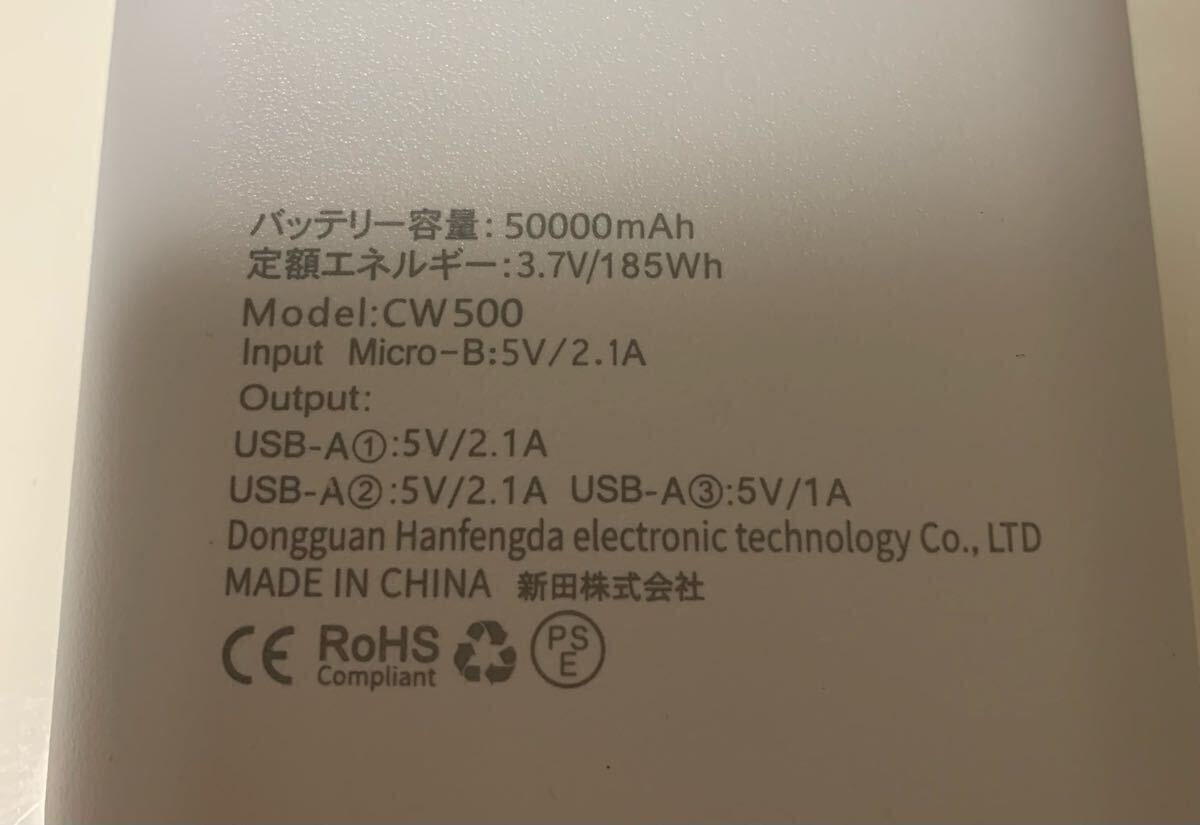 バッテリー容量: 50000mAh
定額エネルギー:3.7V/185Wh
Model:CW500
Input Micro-B:5V/2.1A
Output:
USB-A①:5V/2.1A
USB-A②:5V/2.1A USB-A③:5V/1A
Dongguan Hanfengda electronic technology Co., LTD
MADE IN CHINA 新田株式会社
CE RoHS Compliant PSE